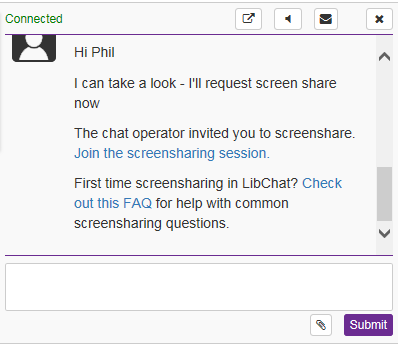 Connected
Hi Phil
I can take a look - I'll request screen share
now
The chat operator invited you to screenshare.
Join the screensharing session.
First time screensharing in LibChat? Check
out this FAQ for help with common
screensharing questions.
Submit